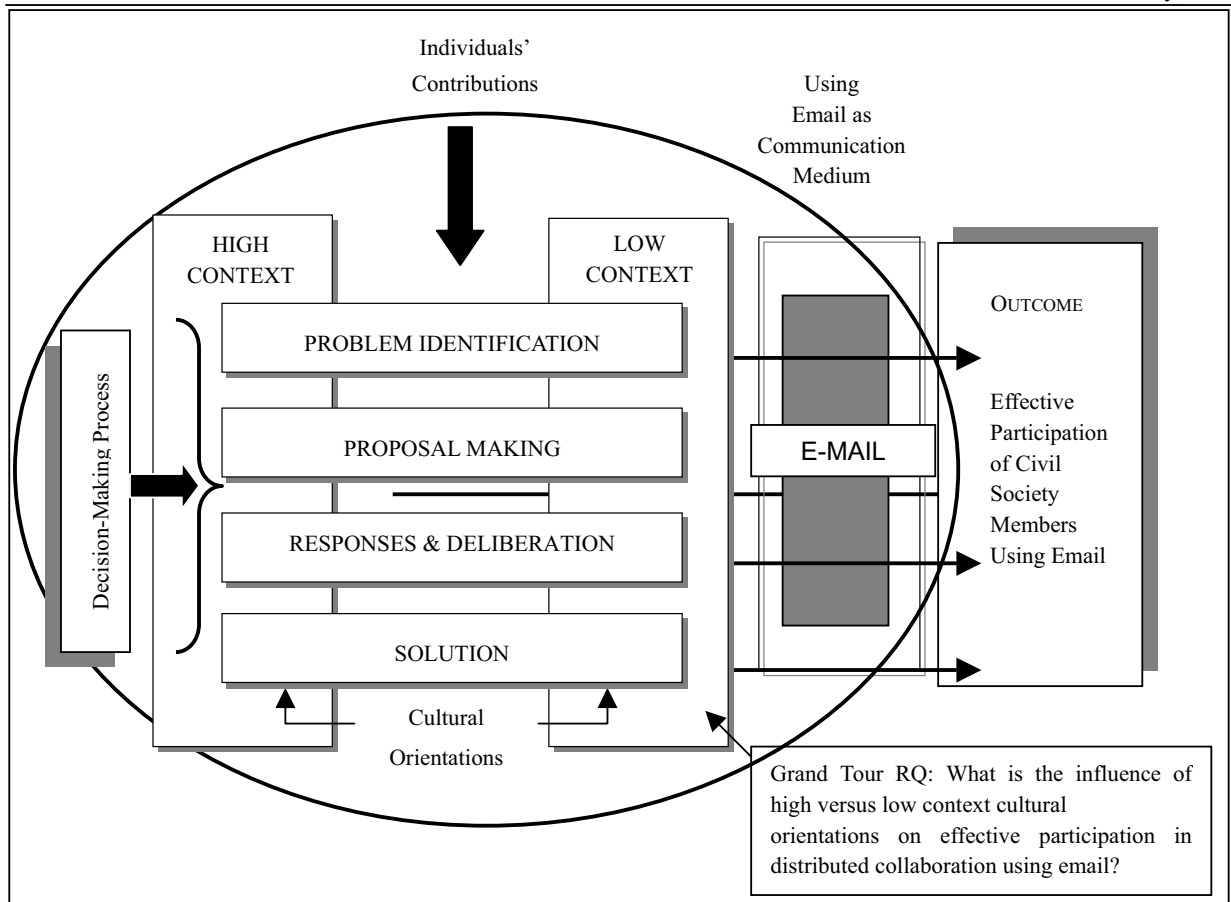 Individuals’
Contributions
Using
Email as
Communication
Medium
HIGH
CONTEXT
LOW
CONTEXT
Decision-Making Process
PROBLEM IDENTIFICATION
PROPOSAL MAKING
RESPONSES & DELIBERATION
SOLUTION
Cultural
Orientations
E-MAIL
OUTCOME
Effective
Participation
of Civil
Society
Members
Using Email
Grand Tour RQ: What is the influence of
high versus low context cultural
orientations on effective participation in
distributed collaboration using email?